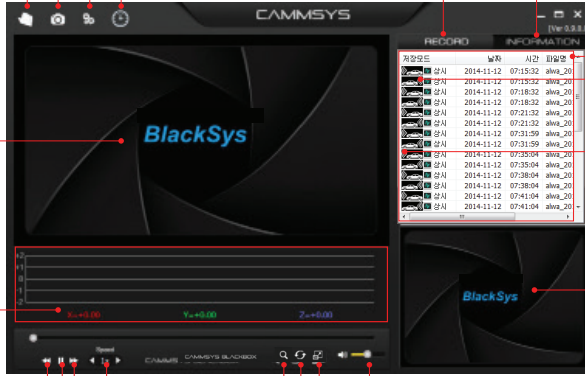 CAMMSYS
[Ver 0.9.9.
RECORD INFORMATION
저장모드 날짜 시간 파일명
상시 2014-11-12 07:15:32 alwa_20
상시 2014-11-12 07:15:32 alwa_20
상시 2014-11-12 07:18:32 alwa_20
상시 2014-11-12 07:18:32 alwa_20
상시 2014-11-12 07:21:32 alwa_20
상시 2014-11-12 07:21:32 alwa_20
상시 2014-11-12 07:31:59 alwa_20
상시 2014-11-12 07:31:59 alwa_20
상시 2014-11-12 07:35:04 alwa_20
상시 2014-11-12 07:35:04 alwa_20
상시 2014-11-12 07:38:04 alwa_20
상시 2014-11-12 07:38:04 alwa_20
상시 2014-11-12 07:41:04 alwa_20
상시 2014-11-12 07:41:04 alwa_20
BlackSys
+2
+1
0
-1
-2
X=+0.00 Y=+0.00 Z=+0.00
BlackSys
Speed
1x
CAMMSYS CAMMSYS BLACKBOX